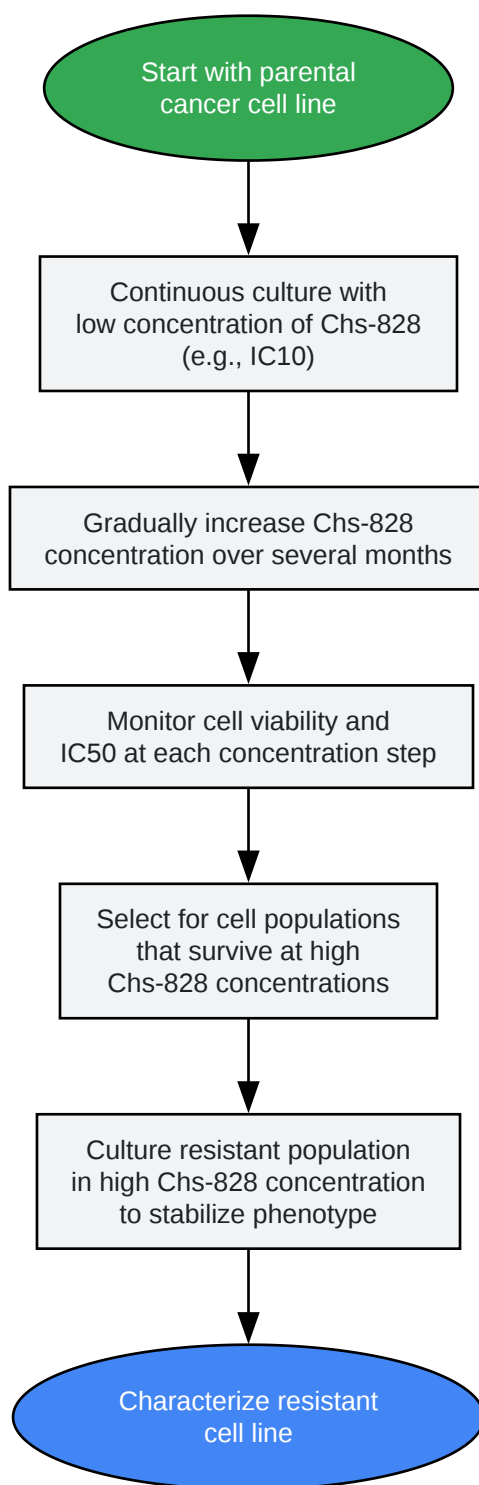 Start with parental
cancer cell line
Continuous culture with
low concentration of Chs-828
(e.g., IC10)
Gradually increase Chs-828
concentration over several months
Monitor cell viability and
IC50 at each concentration step
Select for cell populations
that survive at high
Chs-828 concentrations
Culture resistant population
in high Chs-828 concentration
to stabilize phenotype
Characterize resistant
cell line